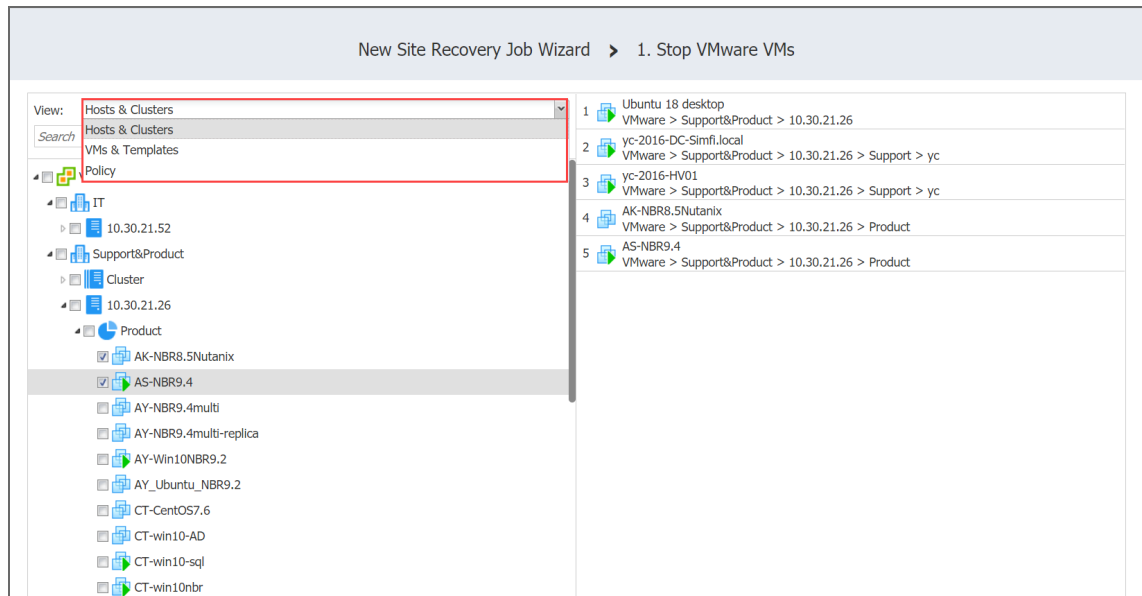 New Site Recovery Job Wizard > 1. Stop VMware VMs
View: Hosts & Clusters
Search
Hosts & Clusters
VMs & Templates
Policy
IT
10.30.21.52
Support&Product
Cluster
10.30.21.26
Product
AK-NBR8.5Nutanix
AS-NBR9.4
AY-NBR9.4multi
AY-NBR9.4multi-replica
AY-Win10NBR9.2
AY_Ubuntu_NBR9.2
CT-CentOS7.6
CT-win10-AD
CT-win10-sql
CT-win10nbr
1 Ubuntu 18 desktop
VMware > Support&Product > 10.30.21.26
2 yc-2016-DC-Simfi.local
VMware > Support&Product > 10.30.21.26 > Support > yc
3 yc-2016-HV01
VMware > Support&Product > 10.30.21.26 > Support > yc
4 AK-NBR8.5Nutanix
VMware > Support&Product > 10.30.21.26 > Product
5 AS-NBR9.4
VMware > Support&Product > 10.30.21.26 > Product